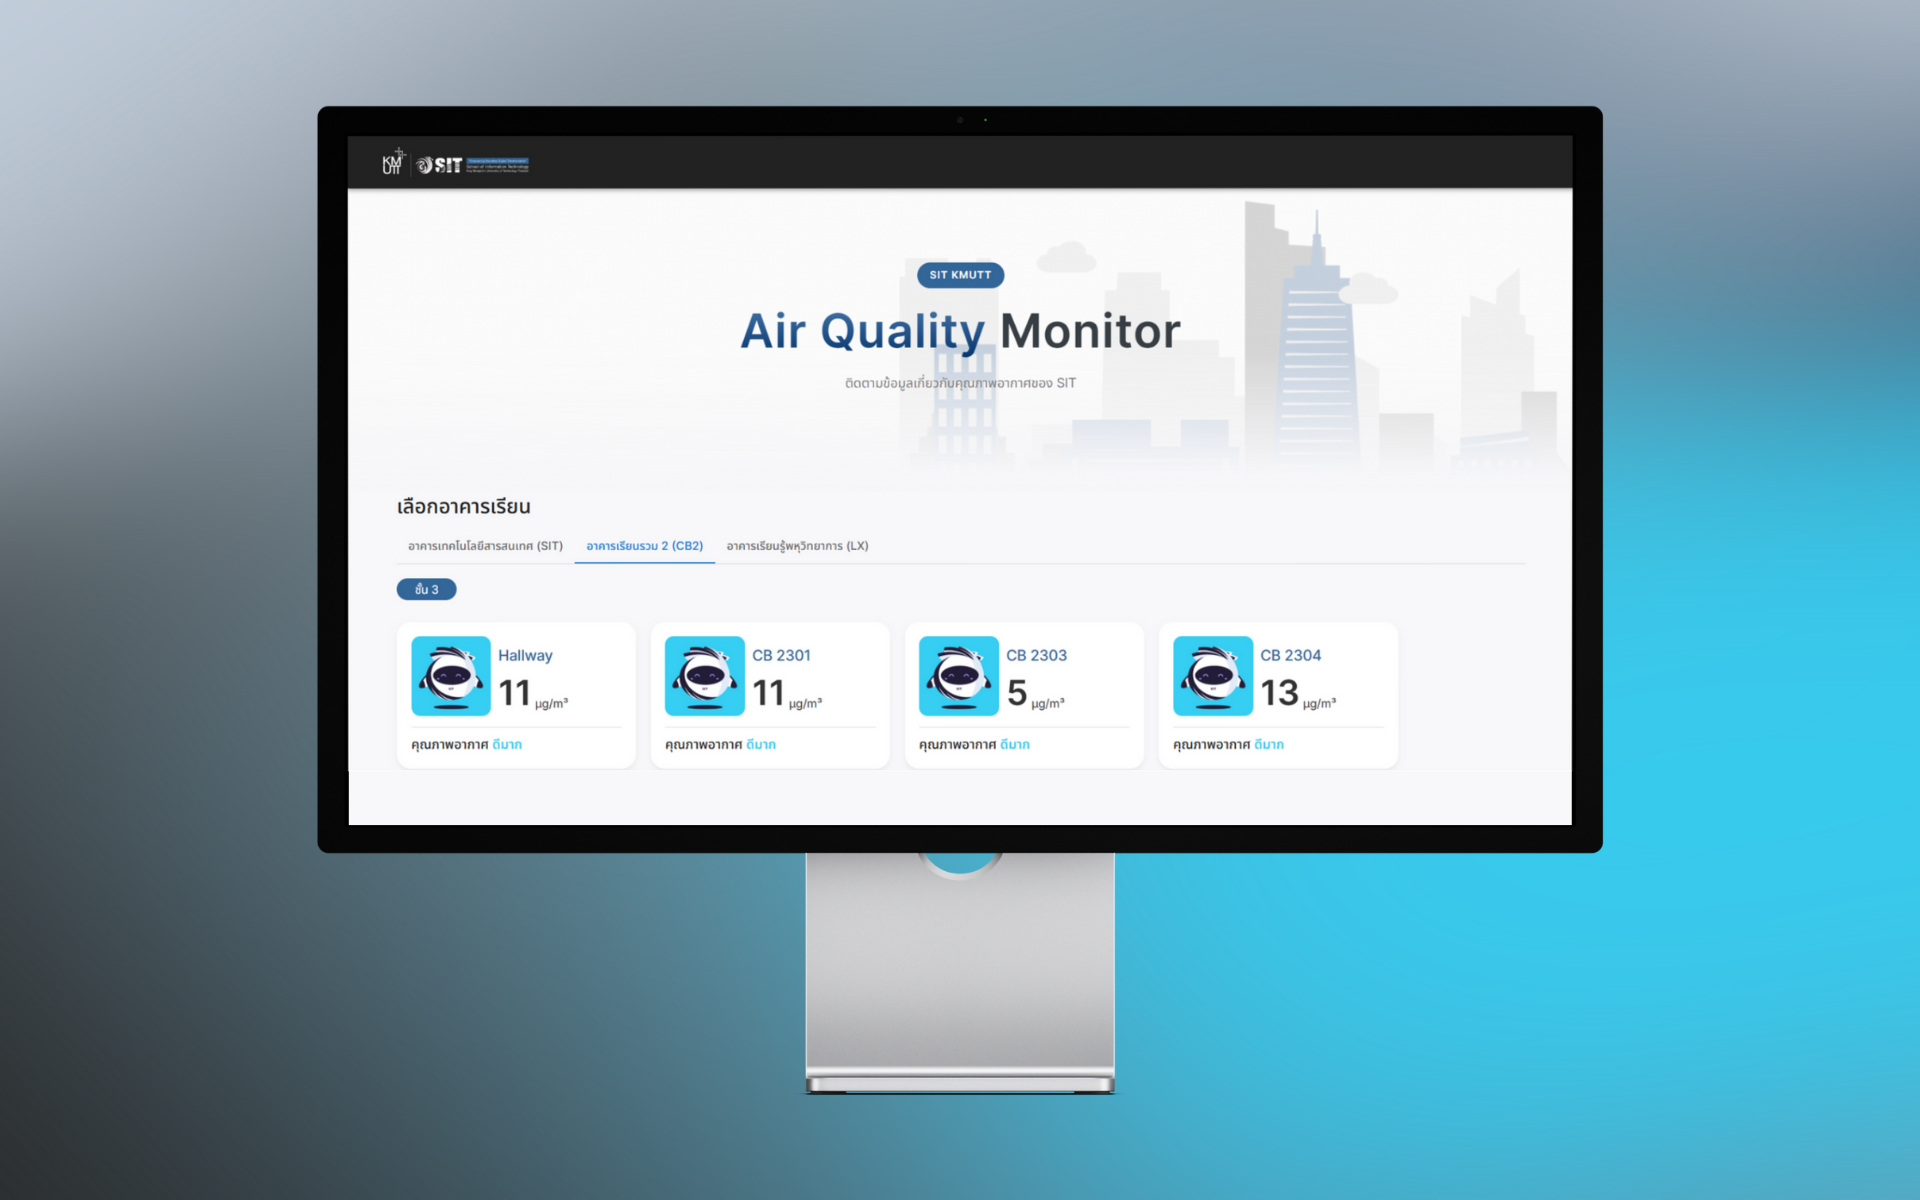 KM
UTT
SIT
SIT KMUTT
Air Quality Monitor
ติดตามข้อมูลเกี่ยวกับคุณภาพอากาศของ SIT
เลือกอาคารเรียน
อาคารเทคโนโลยีสารสนเทศ (SIT) อาคารเรียนรวม 2 (CB2) อาคารเรียนรู้พหุวิทยาการ (LX)
ชั้น 3
Hallway
11 µg/m³
คุณภาพอากาศ ดีมาก
CB 2301
11 µg/m³
คุณภาพอากาศ ดีมาก
CB 2303
5 µg/m³
คุณภาพอากาศ ดีมาก
CB 2304
13 µg/m³
คุณภาพอากาศ ดีมาก